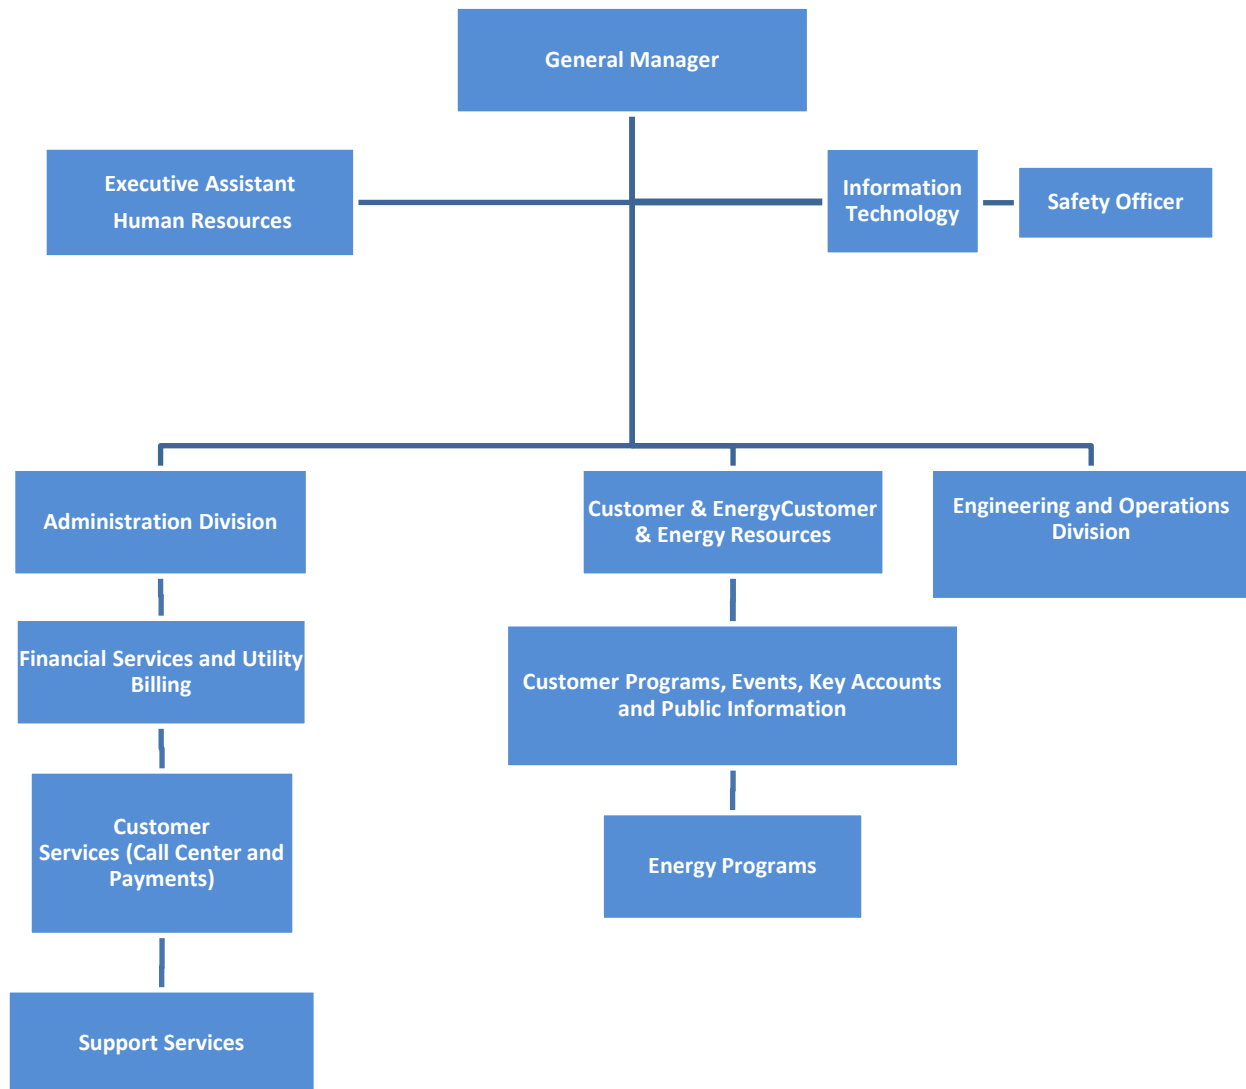 General Manager
Executive Assistant
Human Resources
Information
Technology
Safety Officer
Administration Division
Customer & EnergyCustomer
& Energy Resources
Engineering and Operations
Division
Financial Services and Utility
Billing
Customer Programs, Events, Key Accounts
and Public Information
Customer
Services (Call Center and
Payments)
Energy Programs
Support Services